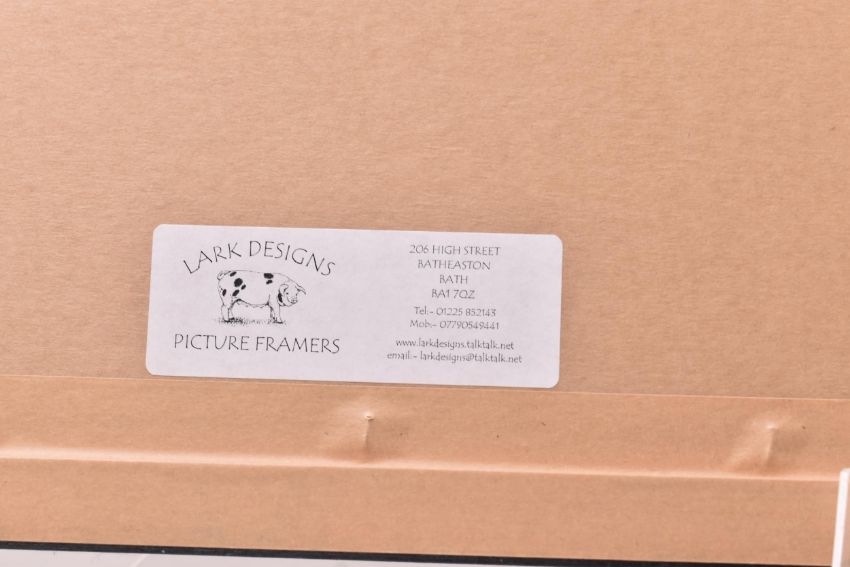 LARK DESIGNS
PICTURE FRAMERS
206 HIGH STREET
BATHEASTON
BATH
BA1 7QZ
Tel:- 01225 852143
Mob:- 07790549441
www.larkdesigns.talktalk.net
email:- larkdesigns@talktalk.net